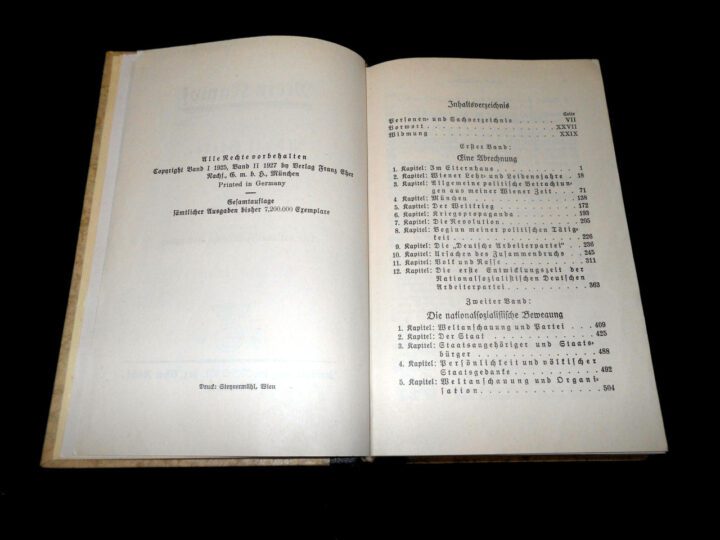 Alle Rechte vorbehalten
Copyright Band I 1925, Band II 1927 by Verlag Franz Eher
Nachf., G. m. b. H., München
Printed in Germany
Gesamtauflage
sämtlicher Ausgaben bisher 7,200.000 Exemplare
Druck: Steyrermühl, Wien
Inhaltsverzeichnis
Seite
Personen- und Sachverzeichnis . . . . VII
Vorwort . . . . XXVII
Widmung . . . . XXIX
Erster Band:
Eine Abrechnung
1. Kapitel: Im Elternhaus . . . . 1
2. Kapitel: Wiener Lehr- und Leidensjahre . . 18
3. Kapitel: Allgemeine politische Betrachtun-
gen aus meiner Wiener Zeit . . . . 71
4. Kapitel: München . . . . 138
5. Kapitel: Der Weltkrieg . . . . 172
6. Kapitel: Kriegspropaganda . . . . 193
7. Kapitel: Die Revolution . . . . 205
8. Kapitel: Beginn meiner politischen Tätig-
keit . . . . 226
9. Kapitel: Die „Deutsche Arbeiterpartei“ . . 236
10. Kapitel: Ursachen des Zusammenbruchs . . 245
11. Kapitel: Volk und Rasse . . . . 311
12. Kapitel: Die erste Entwicklungszeit der
Nationalsozialistischen Deutschen
Arbeiterpartei . . . . 363
Zweiter Band:
Die nationalsozialistische Bewegung
1. Kapitel: Weltanschauung und Partei . . . . 409
2. Kapitel: Der Staat . . . . 425
3. Kapitel: Staatsangehöriger und Staats-
bürger . . . . 488
4. Kapitel: Persönlichkeit und völkischer
Staatsgedanke . . . . 492
5. Kapitel: Weltanschauung und Organi-
sation . . . . 504